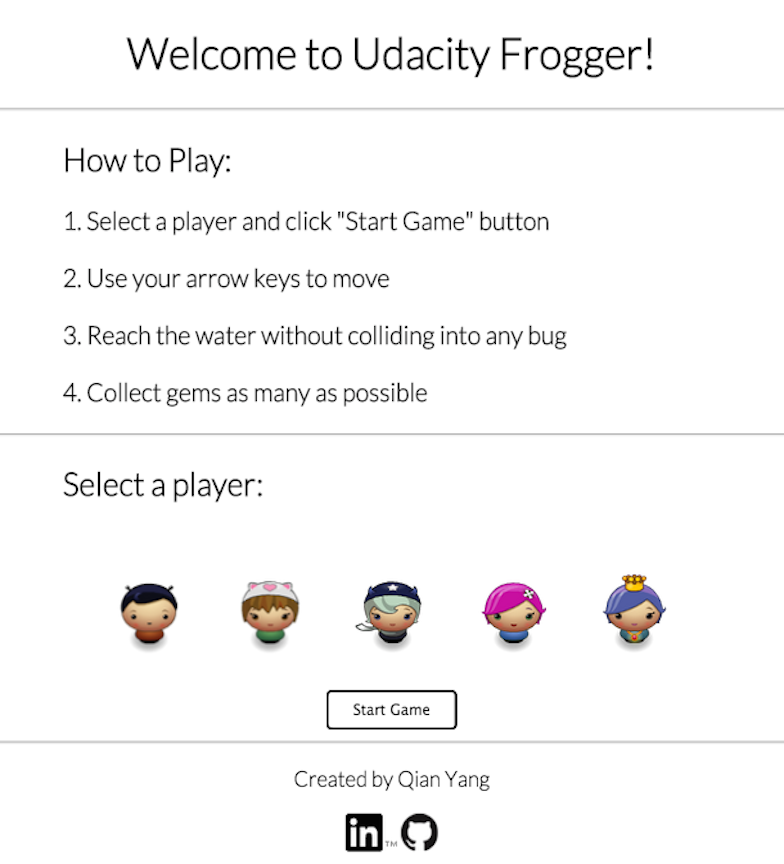 Welcome to Udacity Frogger!
How to Play:
1. Select a player and click "Start Game" button
2. Use your arrow keys to move
3. Reach the water without colliding into any bug
4. Collect gems as many as possible
Select a player:
Start Game
Created by Qian Yang
in TM